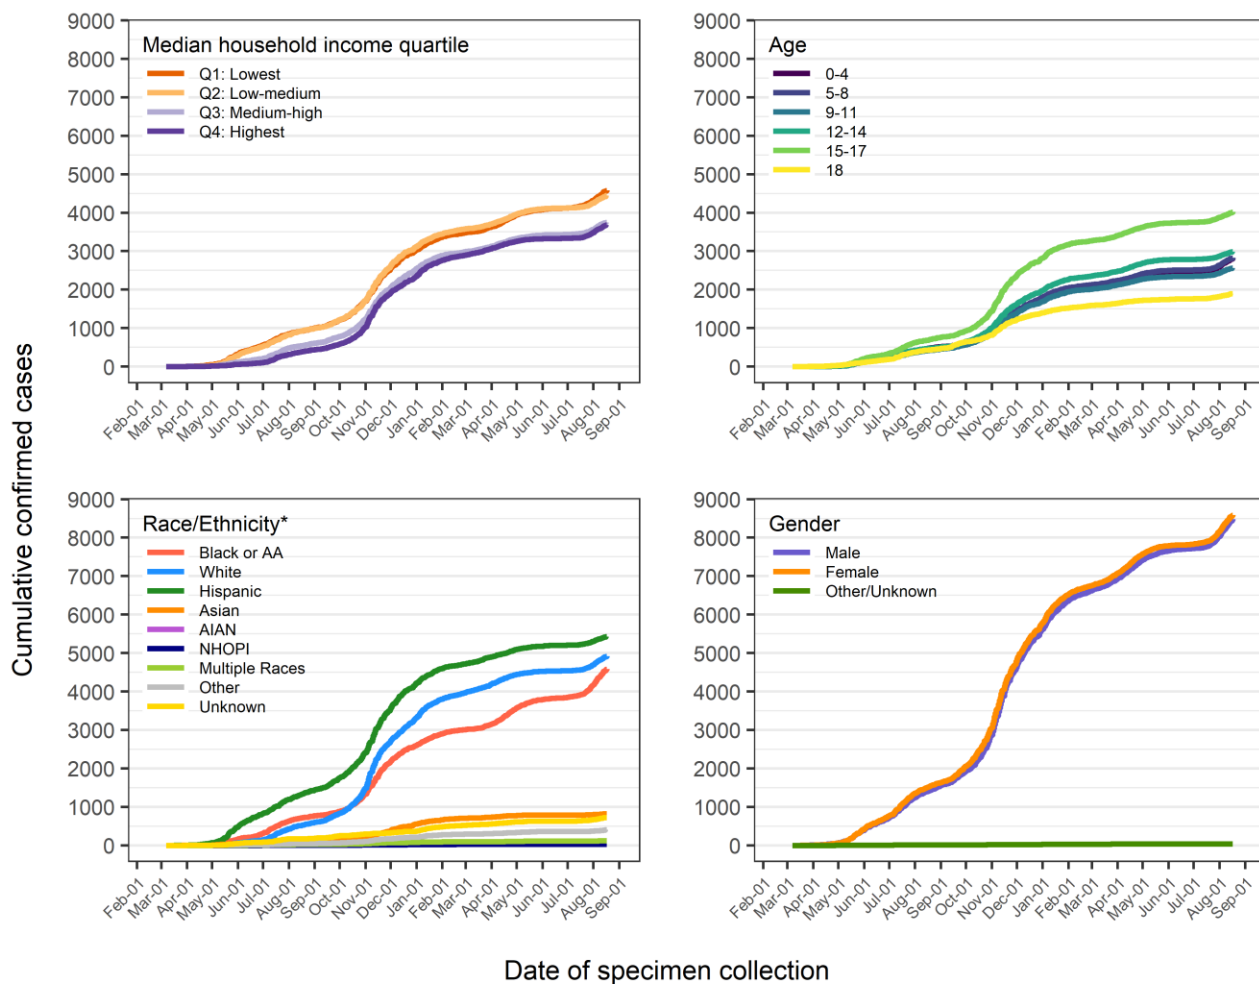 Cumulative confirmed cases
9000
8000
7000
6000
5000
4000
3000
2000
1000
0
Median household income quartile
Q1: Lowest
Q2: Low-medium
Q3: Medium-high
Q4: Highest
Feb-01 Mar-01 Apr-01 May-01 Jun-01 Jul-01 Aug-01 Sep-01 Oct-01 Nov-01 Dec-01 Jan-01 Feb-01 Mar-01 Apr-01 May-01 Jun-01 Jul-01 Aug-01 Sep-01
9000
8000
7000
6000
5000
4000
3000
2000
1000
0
Age
0-4
5-8
9-11
12-14
15-17
18
Feb-01 Mar-01 Apr-01 May-01 Jun-01 Jul-01 Aug-01 Sep-01 Oct-01 Nov-01 Dec-01 Jan-01 Feb-01 Mar-01 Apr-01 May-01 Jun-01 Jul-01 Aug-01 Sep-01
9000
8000
7000
6000
5000
4000
3000
2000
1000
0
Race/Ethnicity*
Black or AA
White
Hispanic
Asian
AIAN
NHOPI
Multiple Races
Other
Unknown
Feb-01 Mar-01 Apr-01 May-01 Jun-01 Jul-01 Aug-01 Sep-01 Oct-01 Nov-01 Dec-01 Jan-01 Feb-01 Mar-01 Apr-01 May-01 Jun-01 Jul-01 Aug-01 Sep-01
9000
8000
7000
6000
5000
4000
3000
2000
1000
0
Gender
Male
Female
Other/Unknown
Feb-01 Mar-01 Apr-01 May-01 Jun-01 Jul-01 Aug-01 Sep-01 Oct-01 Nov-01 Dec-01 Jan-01 Feb-01 Mar-01 Apr-01 May-01 Jun-01 Jul-01 Aug-01 Sep-01
Date of specimen collection